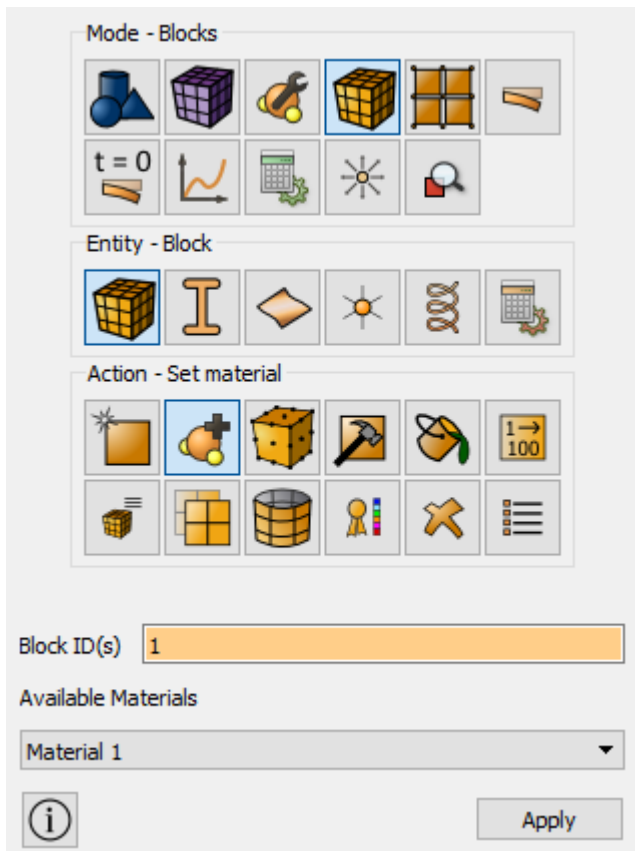 Mode - Blocks
t = 0
Entity - Block
Action - Set material
1→
100
Block ID(s) 1
Available Materials
Material 1
i
Apply